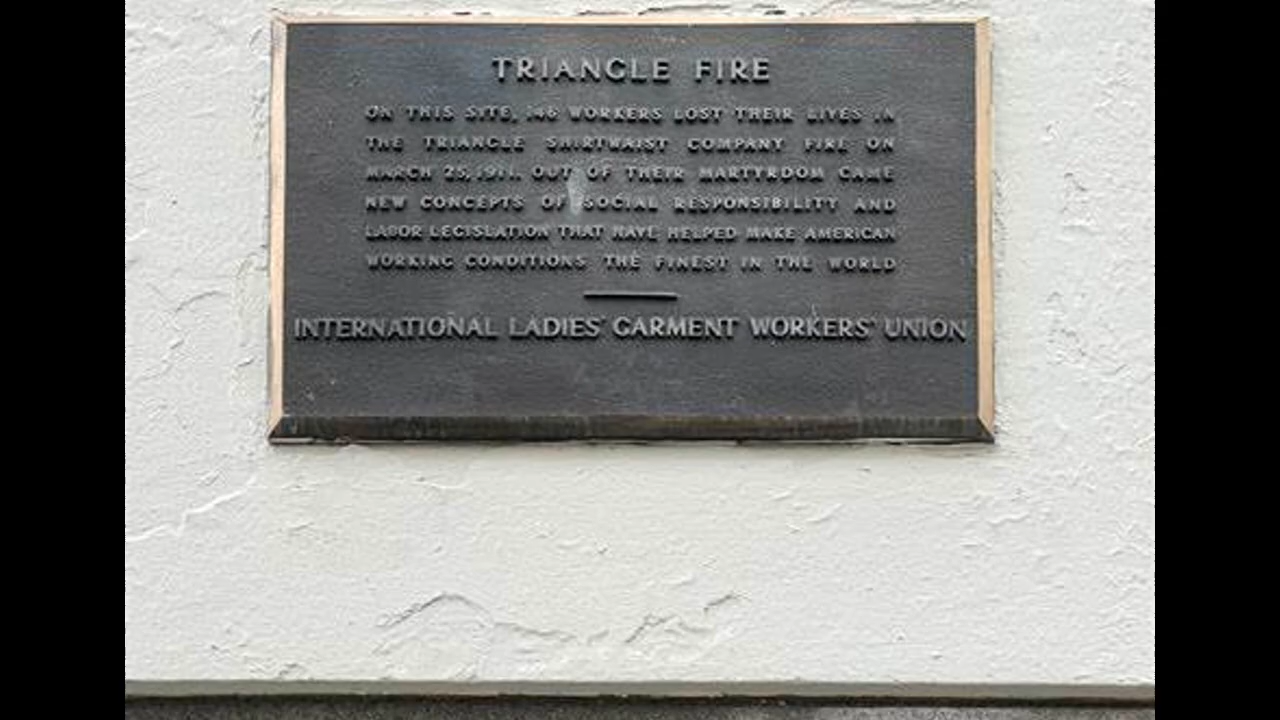 TRIANGLE FIRE
ON THIS SITE, 146 WORKERS LOST THEIR LIVES IN
THE TRIANGLE SHIRTWAIST COMPANY FIRE ON
MARCH 25, 1911. OUT OF THEIR MARTYRDOM CAME
NEW CONCEPTS OF SOCIAL RESPONSIBILITY AND
LABOR LEGISLATION THAT HAVE HELPED MAKE AMERICAN
WORKING CONDITIONS THE FINEST IN THE WORLD
INTERNATIONAL LADIES' GARMENT WORKERS' UNION